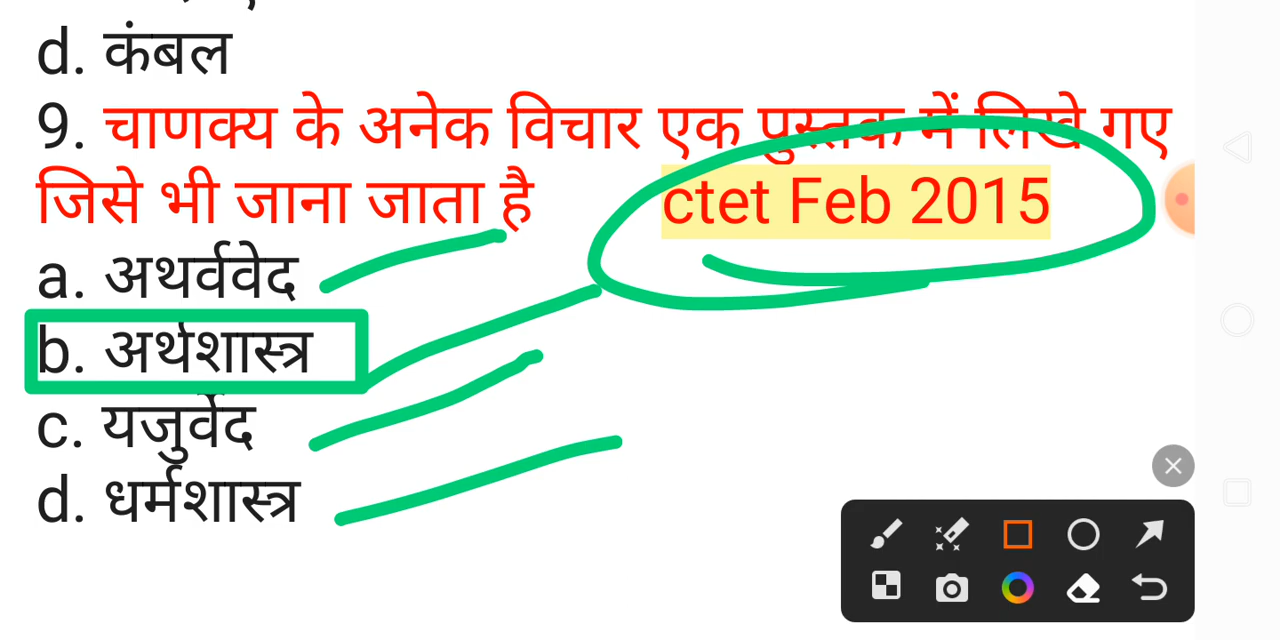 d. कंबल
9. चाणक्य के अनेक विचार एक पुस्तक में लिखे गए
जिसे भी जाना जाता है ctet Feb 2015
a. अथर्ववेद
b. अर्थशास्त्र
c. यजुर्वेद
d. धर्मशास्त्र